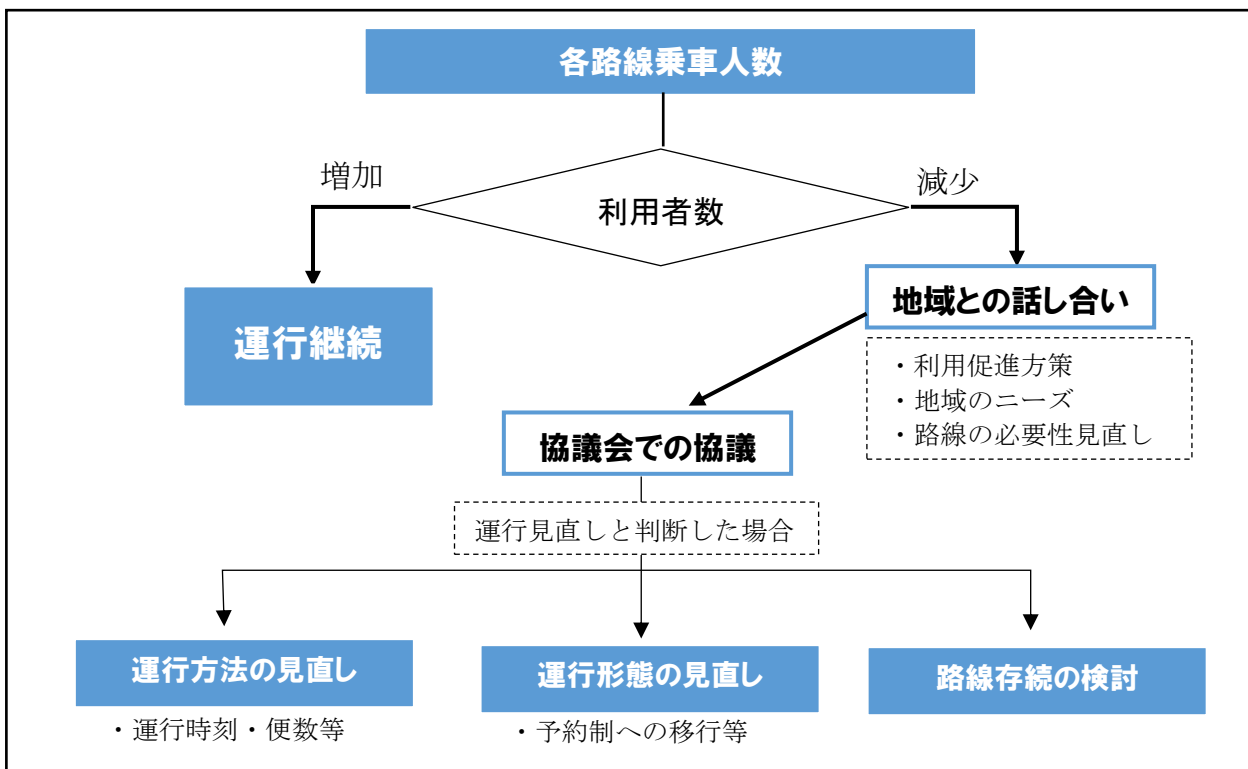 各路線乗車人数
増加
利用者数
減少
運行継続
地域との話し合い
・利用促進方策
・地域のニーズ
・路線の必要性見直し
協議会での協議
運行見直しと判断した場合
運行方法の見直し
・運行時刻・便数等
運行形態の見直し
・予約制への移行等
路線存続の検討